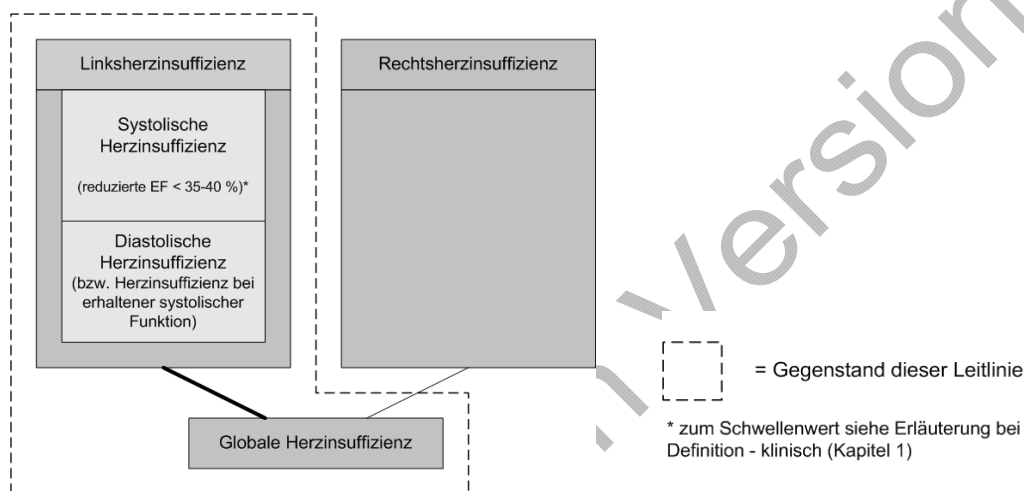 Linksherzinsuffizienz
Systolische
Herzinsuffizienz
(reduzierte EF < 35-40 %)*
Diastolische
Herzinsuffizienz
(bzw. Herzinsuffizienz bei
erhaltener systolischer
Funktion)
Rechtsherzinsuffizienz
Globale Herzinsuffizienz
= Gegenstand dieser Leitlinie
* zum Schwellenwert siehe Erläuterung bei
Definition - klinisch (Kapitel 1)
Version